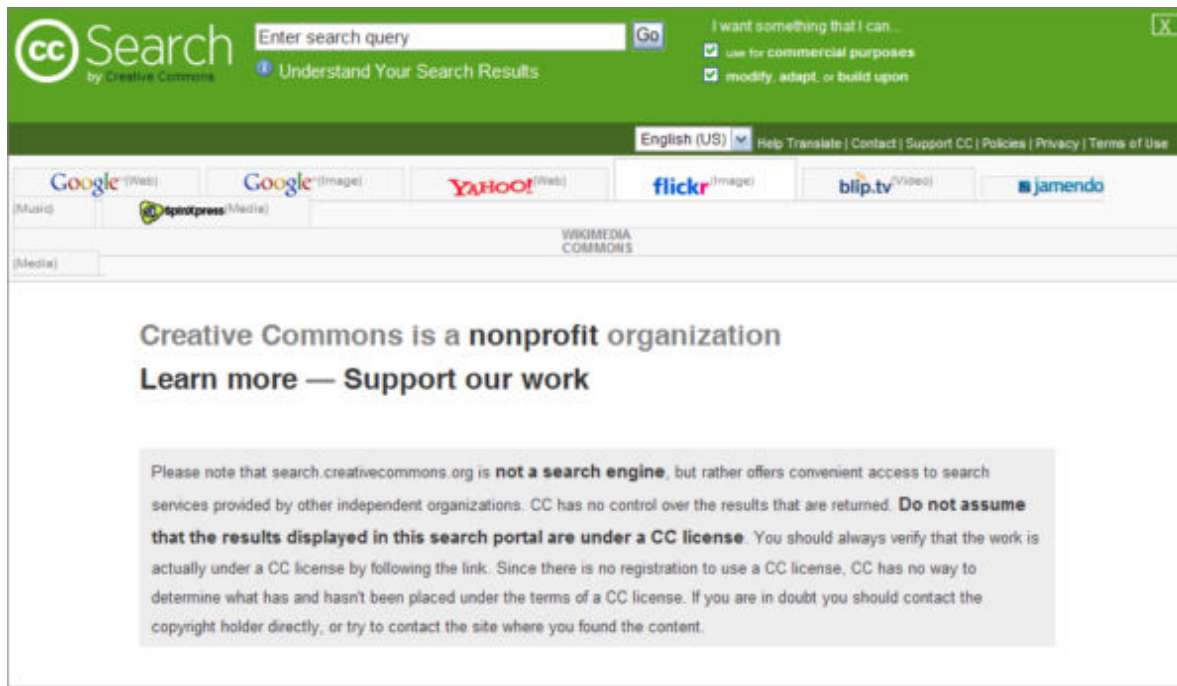 cc Search
by Creative Commons
Enter search query
Go
Understand Your Search Results
I want something that I can...
use for commercial purposes
modify, adapt, or build upon
X
English (US)
Help Translate | Contact | Support CC | Policies | Privacy | Terms of Use
Google (Web)
Google (Image)
YAHOO! (Web)
flickr (Image)
blip.tv (Video)
jamendo
(Music)
SpinXpress (Media)
WIKIMEDIA
COMMONS
(Media)
Creative Commons is a nonprofit organization
Learn more — Support our work
Please note that search.creativecommons.org is not a search engine, but rather offers convenient access to search
services provided by other independent organizations. CC has no control over the results that are returned. Do not assume
that the results displayed in this search portal are under a CC license. You should always verify that the work is
actually under a CC license by following the link. Since there is no registration to use a CC license, CC has no way to
determine what has and hasn't been placed under the terms of a CC license. If you are in doubt you should contact the
copyright holder directly, or try to contact the site where you found the content.